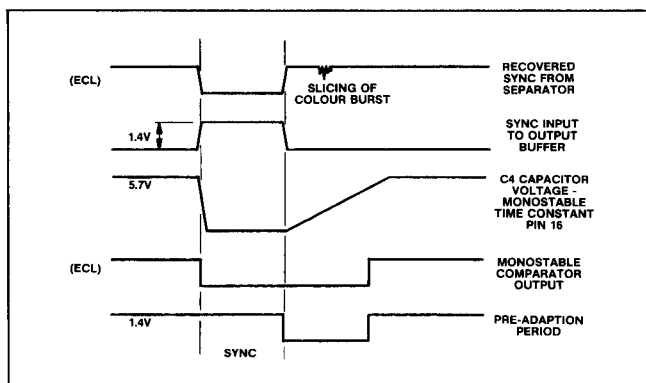 (ECL)
RECOVERED
SYNC FROM
SEPARATOR
SLICING OF
COLOUR BURST
1.4V
SYNC INPUT
TO OUTPUT
BUFFER
5.7V
C4 CAPACITOR
VOLTAGE -
MONOSTABLE
TIME CONSTANT
PIN 16
(ECL)
MONOSTABLE
COMPARATOR
OUTPUT
1.4V
PRE-ADAPTION
PERIOD
SYNC